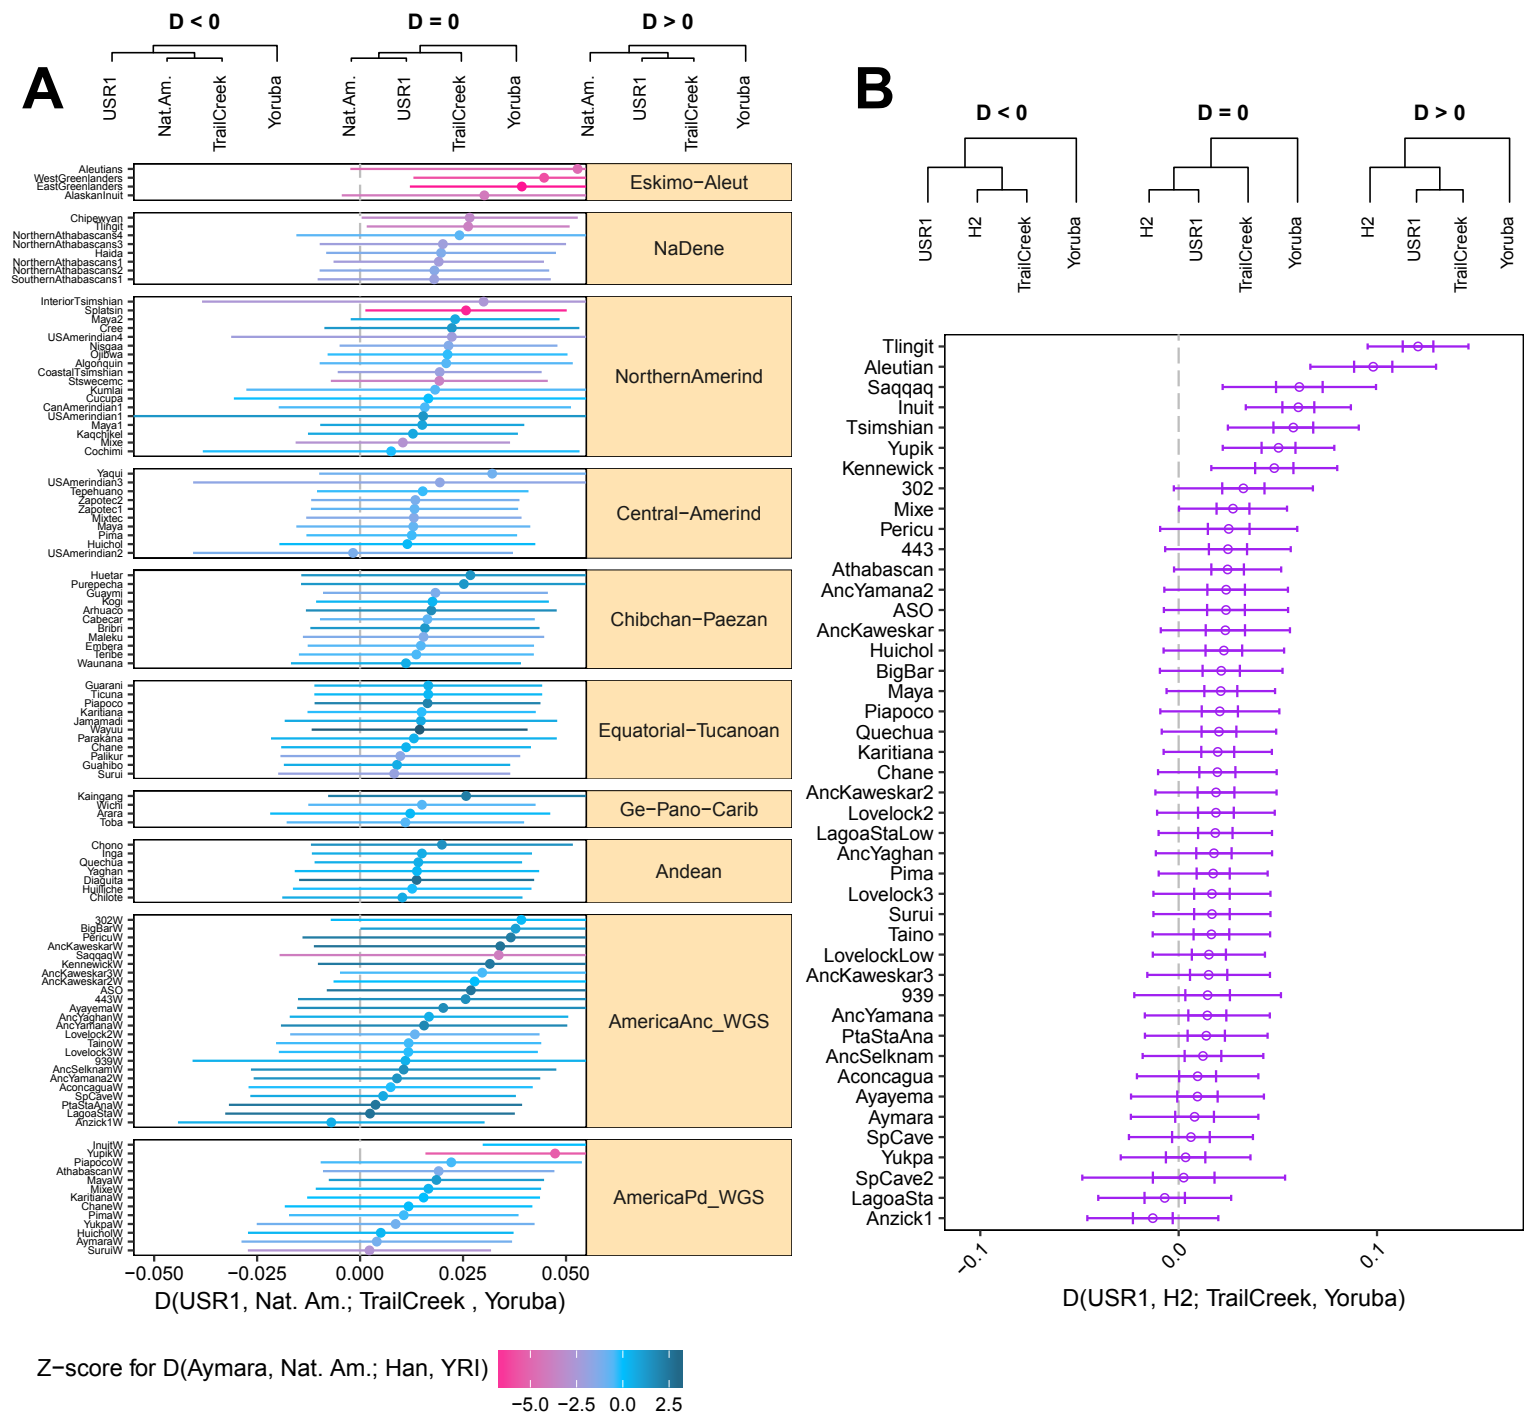 D < 0
D = 0
D > 0
USR1
Nat.Am.
TrailCreek
Yoruba
Nat.Am.
USR1
TrailCreek
Yoruba
Nat.Am.
USR1
TrailCreek
Yoruba
A
Aleutians
WestGreenlanders
EastGreenlanders
AlaskanInuit
Eskimo−Aleut
Chipewyan
Tlingit
NorthernAthabascans4
NorthernAthabascans3
Haida
NorthernAthabascans1
NorthernAthabascans2
SouthernAthabascans1
NaDene
InteriorTsimshian
Splatsin
Maya2
Cree
USAmerindian4
Nisgaa
Ojibwa
Algonquin
CoastalTsimshian
Stswecemc
Kumiai
Cucupa
CanAmerindian1
USAmerindian1
Maya1
Kaqchikel
Mixe
Cochimi
NorthernAmerind
Yaqui
USAmerindian3
Tepehuano
Zapotec2
Zapotec1
Mixtec
Maya
Pima
Huichol
USAmerindian2
Central−Amerind
Huetar
Purepecha
Guaymi
Kogi
Arhuaco
Cabecar
Bribri
Maleku
Embera
Teribe
Waunana
Chibchan−Paezan
Guarani
Ticuna
Piapoco
Karitiana
Jamamadi
Wayuu
Parakana
Chane
Palikur
Guahibo
Surui
Equatorial−Tucanoan
Kaingang
Wichi
Arara
Toba
Ge−Pano−Carib
Chono
Inga
Quechua
Yaghan
Diaguita
Huilliche
Chilote
Andean
302W
BigBarW
PericuW
AncKaweskarW
SaqqaqW
KennewickW
AncKaweskar3W
AncKaweskar2W
ASO
443W
AyayemaW
AncYaghanW
AncYamanaW
Lovelock2W
TainoW
Lovelock3W
939W
AncSelknamW
AncYamana2W
AconcaguaW
SpCaveW
PtaStaAnaW
LagoaStaW
Anzick1W
AmericaAnc_WGS
InuitW
YupikW
PiapocoW
AthabascanW
MayaW
MixeW
KaritianaW
ChaneW
PimaW
YukpaW
HuicholW
AymaraW
SuruiW
AmericaPd_WGS
−0.050
−0.025
0.000
0.025
0.050
D(USR1, Nat. Am.; TrailCreek , Yoruba)
Z−score for D(Aymara, Nat. Am.; Han, YRI)
−5.0
−2.5
0.0
2.5
B
D < 0
D = 0
D > 0
USR1
H2
TrailCreek
Yoruba
H2
USR1
TrailCreek
Yoruba
H2
USR1
TrailCreek
Yoruba
Tlingit
Aleutian
Saqqaq
Inuit
Tsimshian
Yupik
Kennewick
302
Mixe
Pericu
443
Athabascan
AncYamana2
ASO
AncKaweskar
Huichol
BigBar
Maya
Piapoco
Quechua
Karitiana
Chane
AncKaweskar2
Lovelock2
LagoaStaLow
AncYaghan
Pima
Lovelock3
Surui
Taino
LovelockLow
AncKaweskar3
939
AncYamana
PtaStaAna
AncSelknam
Aconcagua
Ayayema
Aymara
SpCave
Yukpa
SpCave2
LagoaSta
Anzick1
−0.1
0.0
0.1
D(USR1, H2; TrailCreek, Yoruba)